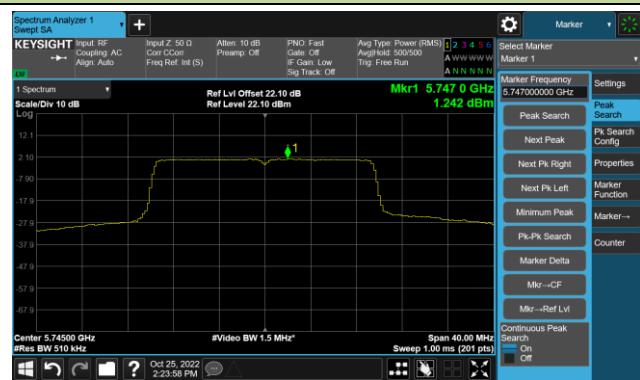 Spectrum Analyzer 1
Swept SA
Marker
KEYSIGHT
Input: RF
Coupling: AC
Align: Auto
Input Z: 50 Ω
Corr CCorr
Freq Ref: Int (S)
Atten: 10 dB
Preamp: Off
PNO: Fast
Gate: Off
IF Gain: Low
Sig Track: Off
Avg Type: Power (RMS)
Avg|Hold: 500/500
Trig: Free Run
1 2 3 4 5 6
A W W W W W
A N N N N N
LW
Select Marker
Marker 1
1 Spectrum
Scale/Div 10 dB
Log
Ref Lvl Offset 22.10 dB
Ref Level 22.10 dBm
Mkr1 5.747 0 GHz
1.242 dBm
12.1
2.10
-7.90
-17.9
-27.9
-37.9
-47.9
-57.9
-67.9
1
Center 5.74500 GHz
#Res BW 510 kHz
#Video BW 1.5 MHz*
Span 40.00 MHz
Sweep 1.00 ms (201 pts)
Marker Frequency
5.747000000 GHz
Peak Search
Next Peak
Next Pk Right
Next Pk Left
Minimum Peak
Pk-Pk Search
Marker Delta
Mkr→CF
Mkr→Ref Lvl
Continuous Peak
Search
On
Off
Settings
Peak
Search
Pk Search
Config
Properties
Marker
Function
Marker→
Counter
?
Oct 25, 2022
2:23:58 PM